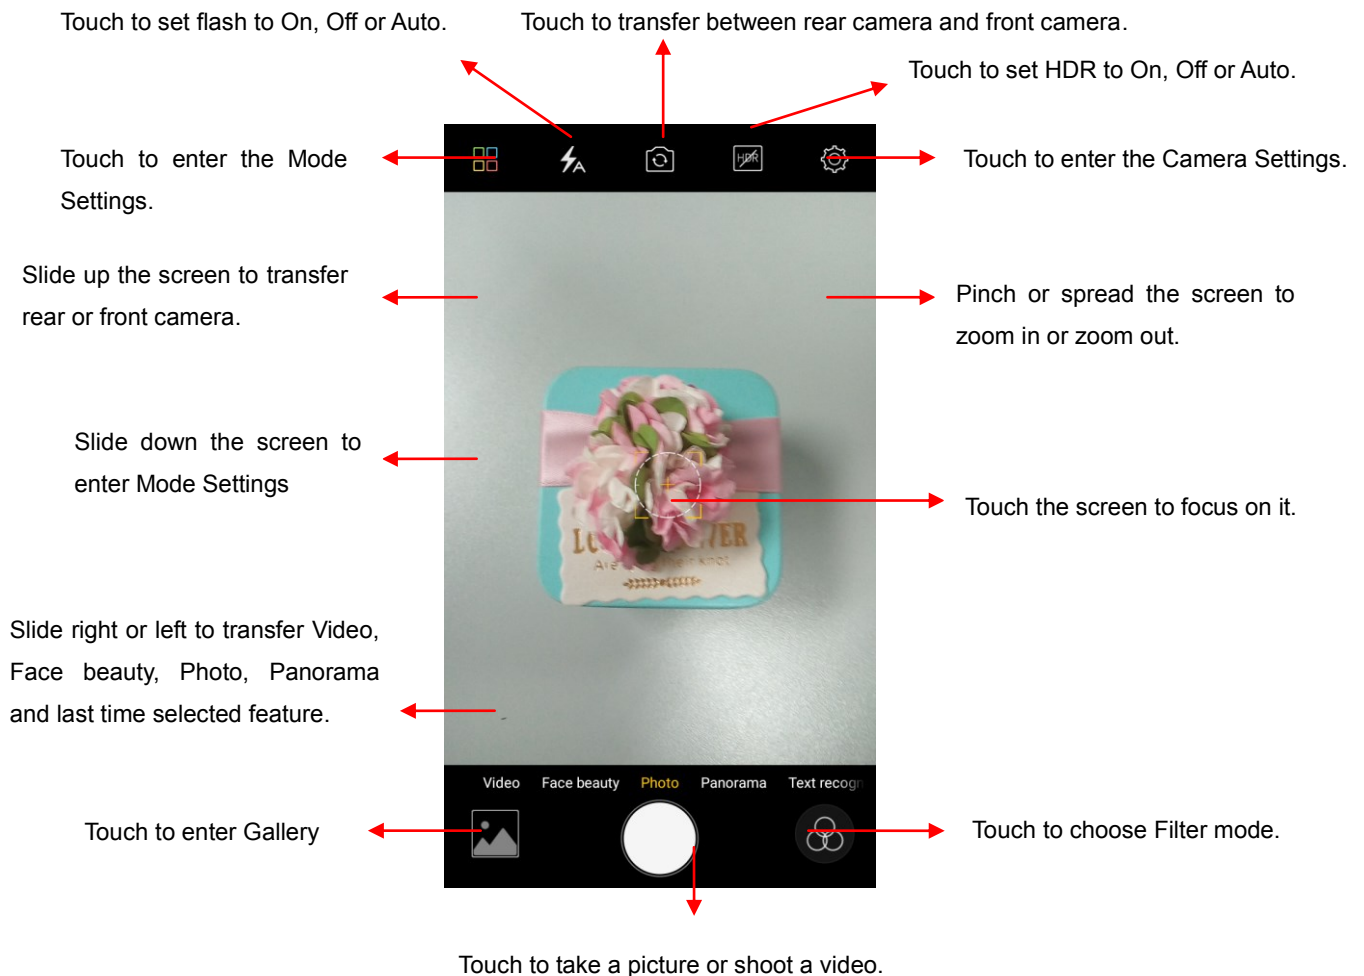 Touch to set flash to On, Off or Auto.
Touch to transfer between rear camera and front camera.
Touch to set HDR to On, Off or Auto.
Touch to enter the Mode
Settings.
A
HDR
Touch to enter the Camera Settings.
Slide up the screen to transfer
rear or front camera.
Pinch or spread the screen to
zoom in or zoom out.
Slide down the screen to
enter Mode Settings
Touch the screen to focus on it.
Slide right or left to transfer Video,
Face beauty, Photo, Panorama
and last time selected feature.
Video Face beauty Photo Panorama Text recogn
Touch to enter Gallery
Touch to choose Filter mode.
Touch to take a picture or shoot a video.